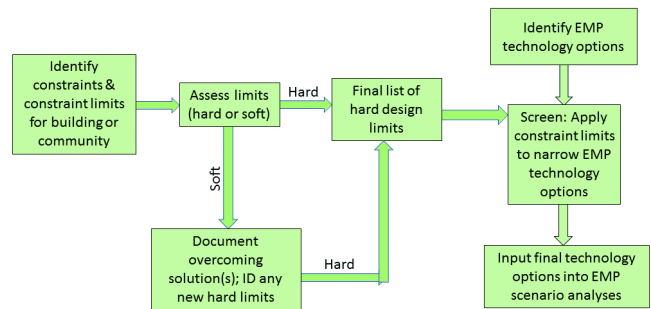 Identify
constraints &
constraint limits
for building or
community
Assess limits
(hard or soft)
Hard
Soft
Document
overcoming
solution(s); ID any
new hard limits
Hard
Final list of
hard design
limits
Identify EMP
technology options
Screen: Apply
constraint limits
to narrow EMP
technology
options
Input final technology
options into EMP
scenario analyses